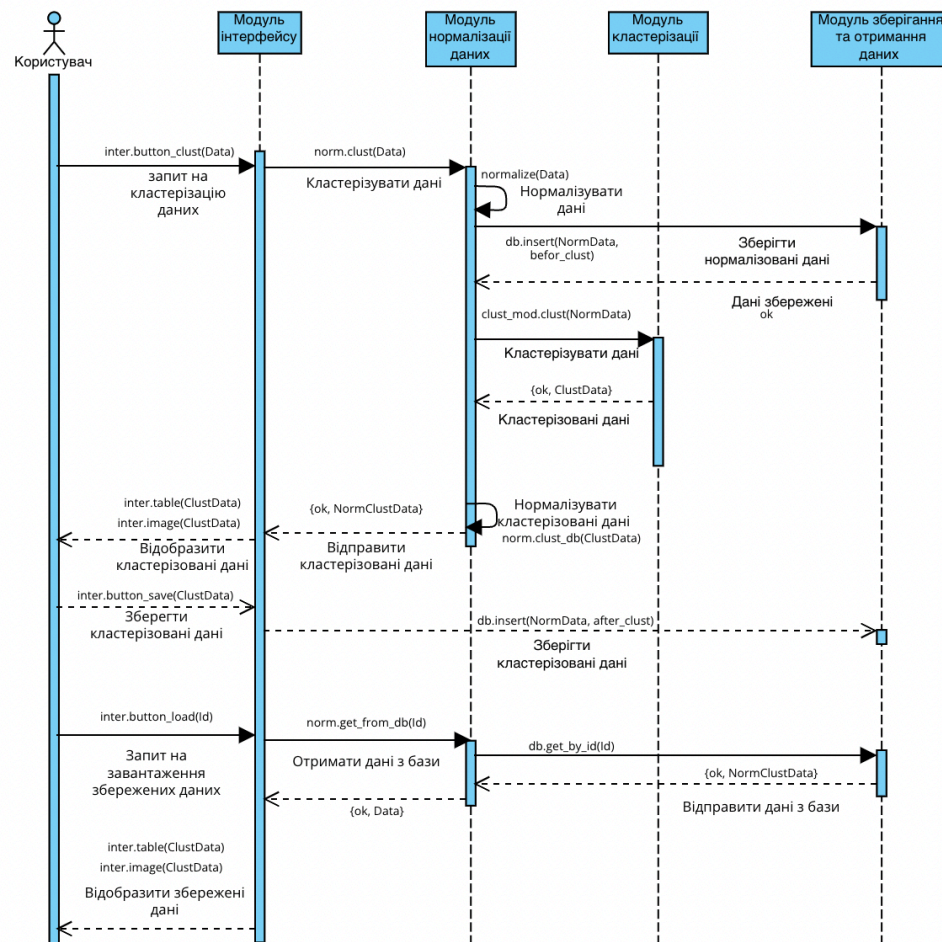 Користувач
Модуль
інтерфейсу
Модуль
нормалізації
даних
Модуль
кластерізації
Модуль зберігання
та отримання
даних
inter.button_clust(Data)
запит на
кластерізацію
даних
norm.clust(Data)
Кластерізувати дані
normalize(Data)
Нормалізувати
дані
db.insert(NormData,
befor_clust)
Зберігти
нормалізовані дані
Дані збережені
ok
clust_mod.clust(NormData)
Кластерізувати дані
{ok, ClustData}
Кластерізовані дані
Нормалізувати
кластерізовані дані
norm.clust_db(ClustData)
{ok, NormClustData}
Відправити
кластерізовані дані
inter.table(ClustData)
inter.image(ClustData)
Відобразити
кластерізовані дані
inter.button_save(ClustData)
Зберегти
кластерізовані дані
db.insert(NormData, after_clust)
Зберігти
кластерізовані дані
inter.button_load(Id)
Запит на
завантаження
збережених даних
norm.get_from_db(Id)
Отримати дані з бази
db.get_by_id(Id)
{ok, NormClustData}
Відправити дані з бази
{ok, Data}
inter.table(ClustData)
inter.image(ClustData)
Відобразити збережені
дані